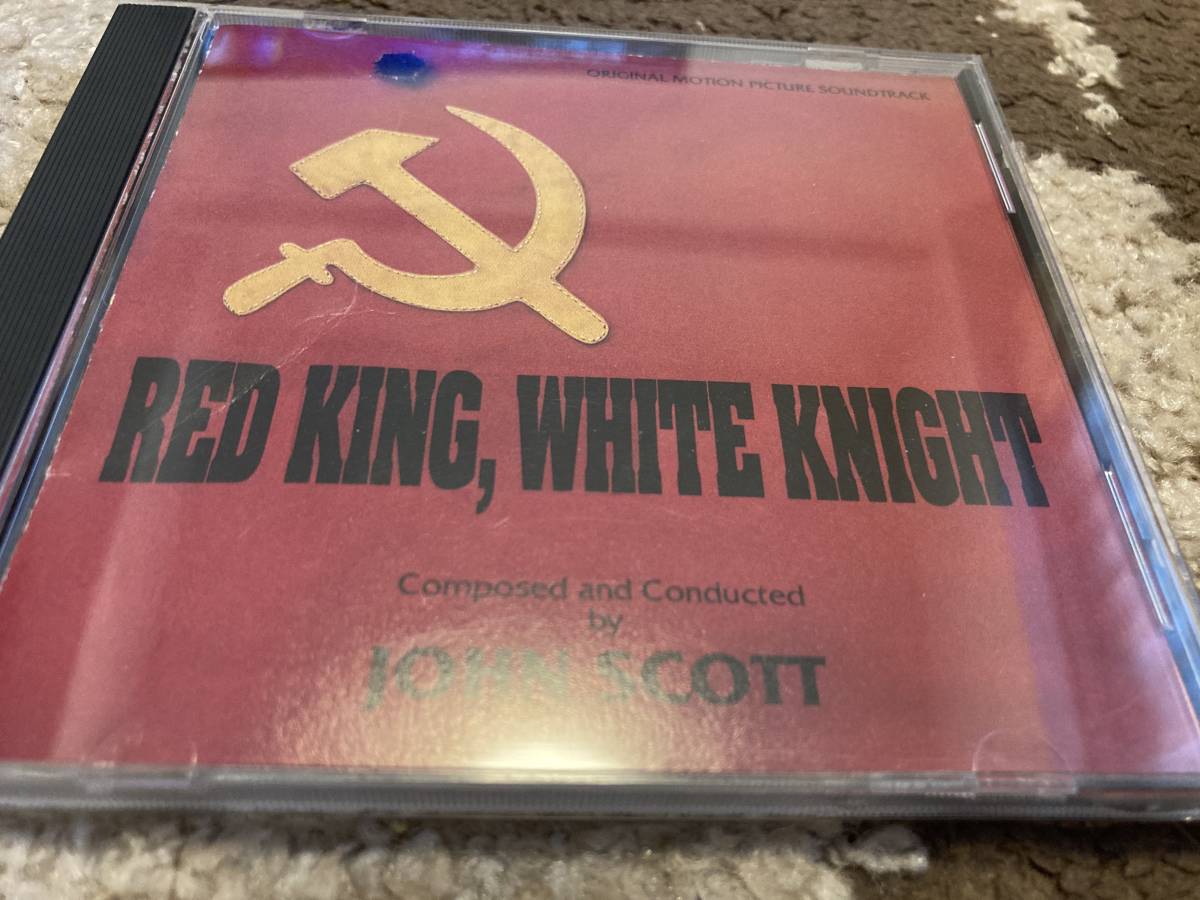 ORIGINAL MOTION PICTURE SOUNDTRACK
RED KING, WHITE KNIGHT
Composed and Conducted
by
JOHN SCOTT